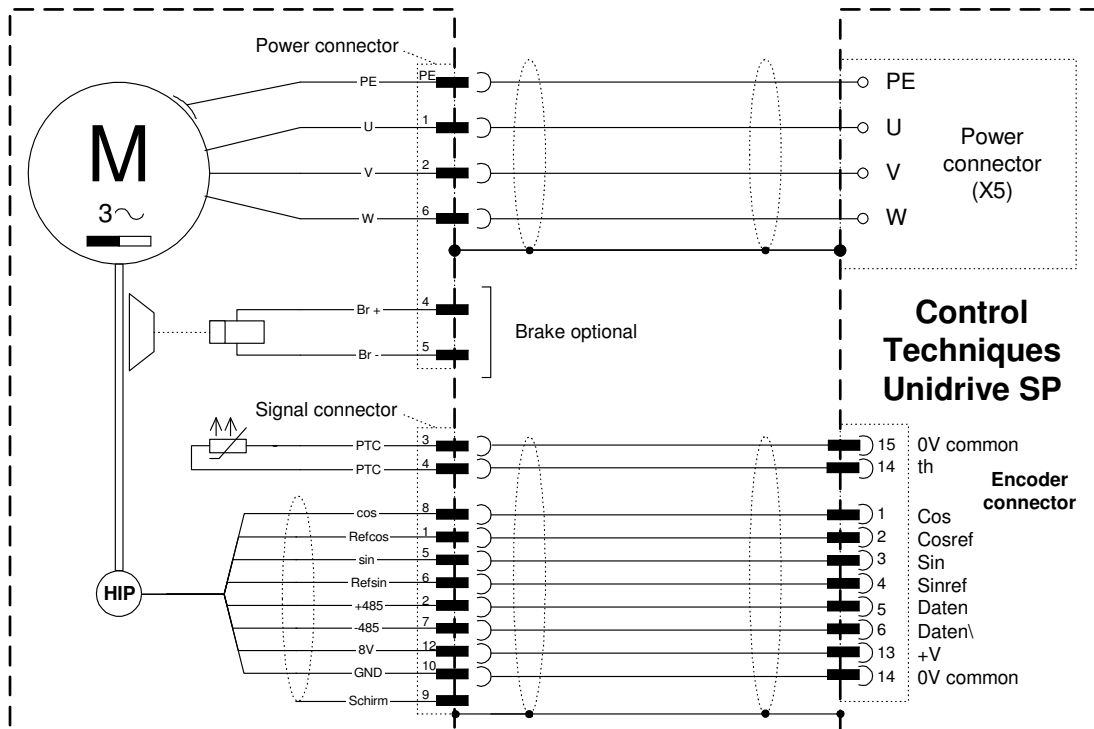 Power connector
PE PE PE
M
3~
U 1 U
Power connector (X5)
V 2 V
W 6 W
Br + 4
Brake optional
Br - 5
Control
Techniques
Unidrive SP
Signal connector
PTC 3 15 0V common
PTC 4 14 th
Encoder
connector
cos 8 1 Cos
Refcos 1 2 Cosref
sin 5 3 Sin
Refsin 6 4 Sinref
HIP
+485 2 5 Daten
-485 7 6 Daten\
8V 12 13 +V
GND 10 14 0V common
Schirm 9